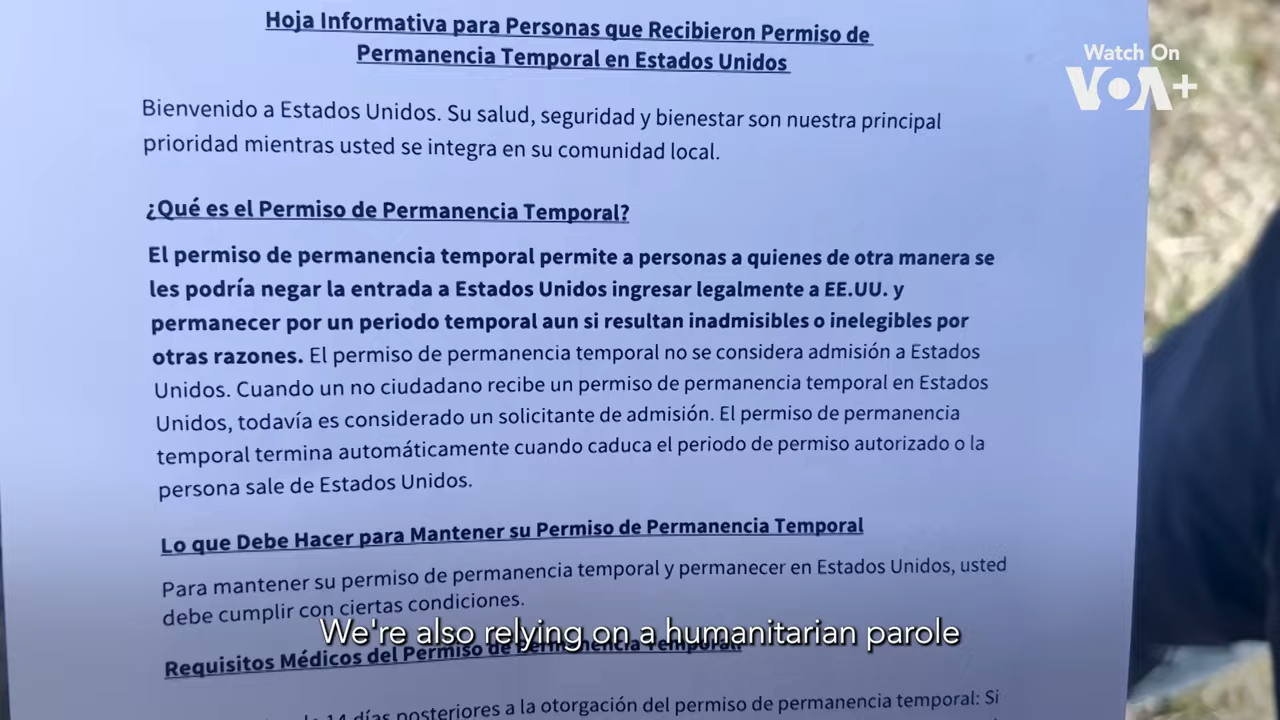 Hoja Informativa para Personas que Recibieron Permiso de
Permanencia Temporal en Estados Unidos
Watch On
VOA+
Bienvenido a Estados Unidos. Su salud, seguridad y bienestar son nuestra principal
prioridad mientras usted se integra en su comunidad local.
¿Qué es el Permiso de Permanencia Temporal?
El permiso de permanencia temporal permite a personas a quienes de otra manera se
les podría negar la entrada a Estados Unidos ingresar legalmente a EE.UU. y
permanecer por un periodo temporal aun si resultan inadmisibles o inelegibles por
otras razones. El permiso de permanencia temporal no se considera admisión a Estados
Unidos. Cuando un no ciudadano recibe un permiso de permanencia temporal en Estados
Unidos, todavía es considerado un solicitante de admisión. El permiso de permanencia
temporal termina automáticamente cuando caduca el periodo de permiso autorizado o la
persona sale de Estados Unidos.
Lo que Debe Hacer para Mantener su Permiso de Permanencia Temporal
Para mantener su permiso de permanencia temporal y permanecer en Estados Unidos, usted
debe cumplir con ciertas condiciones.
We're also relying on a humanitarian parole
Requisitos Médicos del Permiso de Permanencia Temporal:
14 días posteriores a la otorgación del permiso de permanencia temporal: Si